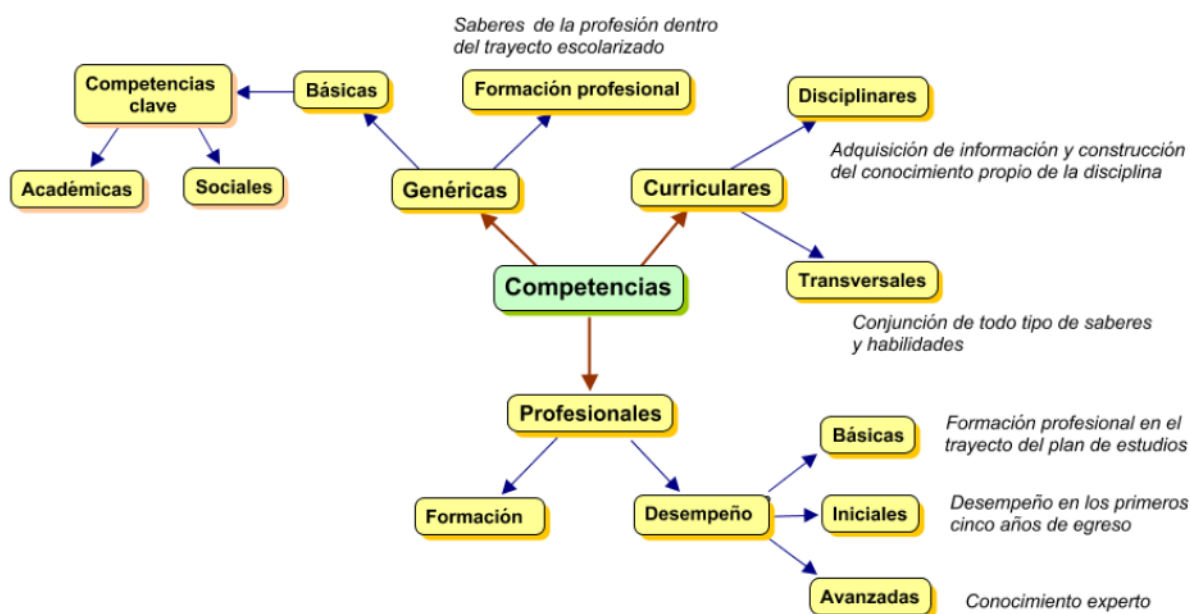 Saberes de la profesión dentro
del trayecto escolarizado
Competencias
clave
Básicas
Formación profesional
Disciplinares
Adquisición de información y construcción
del conocimiento propio de la disciplina
Académicas
Sociales
Genéricas
Curriculares
Competencias
Transversales
Conjunción de todo tipo de saberes
y habilidades
Profesionales
Básicas
Formación profesional en el
trayecto del plan de estudios
Formación
Desempeño
Iniciales
Desempeño en los primeros
cinco años de egreso
Avanzadas
Conocimiento experto